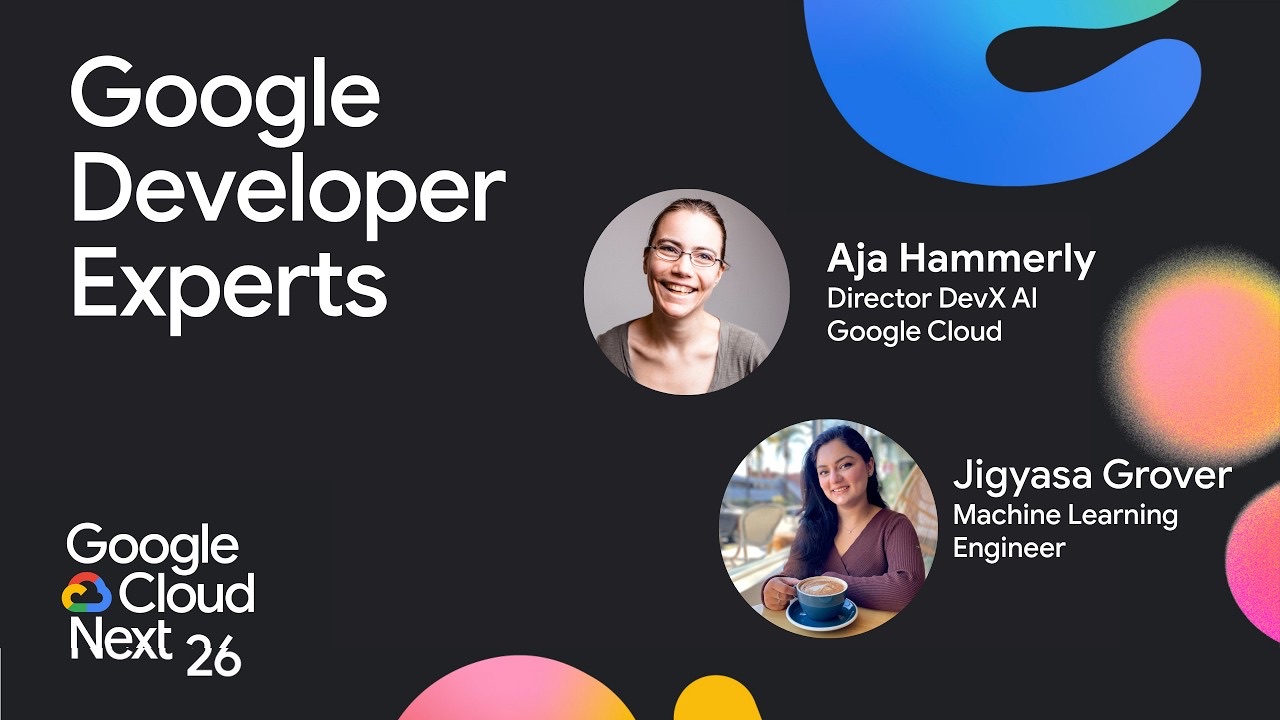 Google
Developer
Experts
Aja Hammerly
Director DevX AI
Google Cloud
Jigyasa Grover
Machine Learning
Engineer
Google
Cloud
Next 26